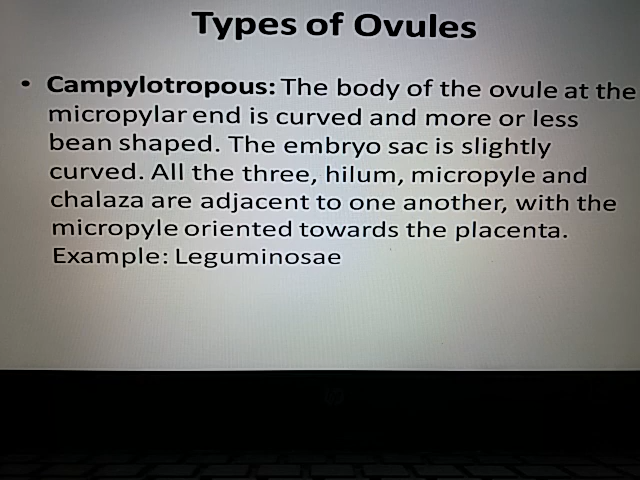 Types of Ovules
• Campylotropous: The body of the ovule at the
micropylar end is curved and more or less
bean shaped. The embryo sac is slightly
curved. All the three, hilum, micropyle and
chalaza are adjacent to one another, with the
micropyle oriented towards the placenta.
Example: Leguminosae